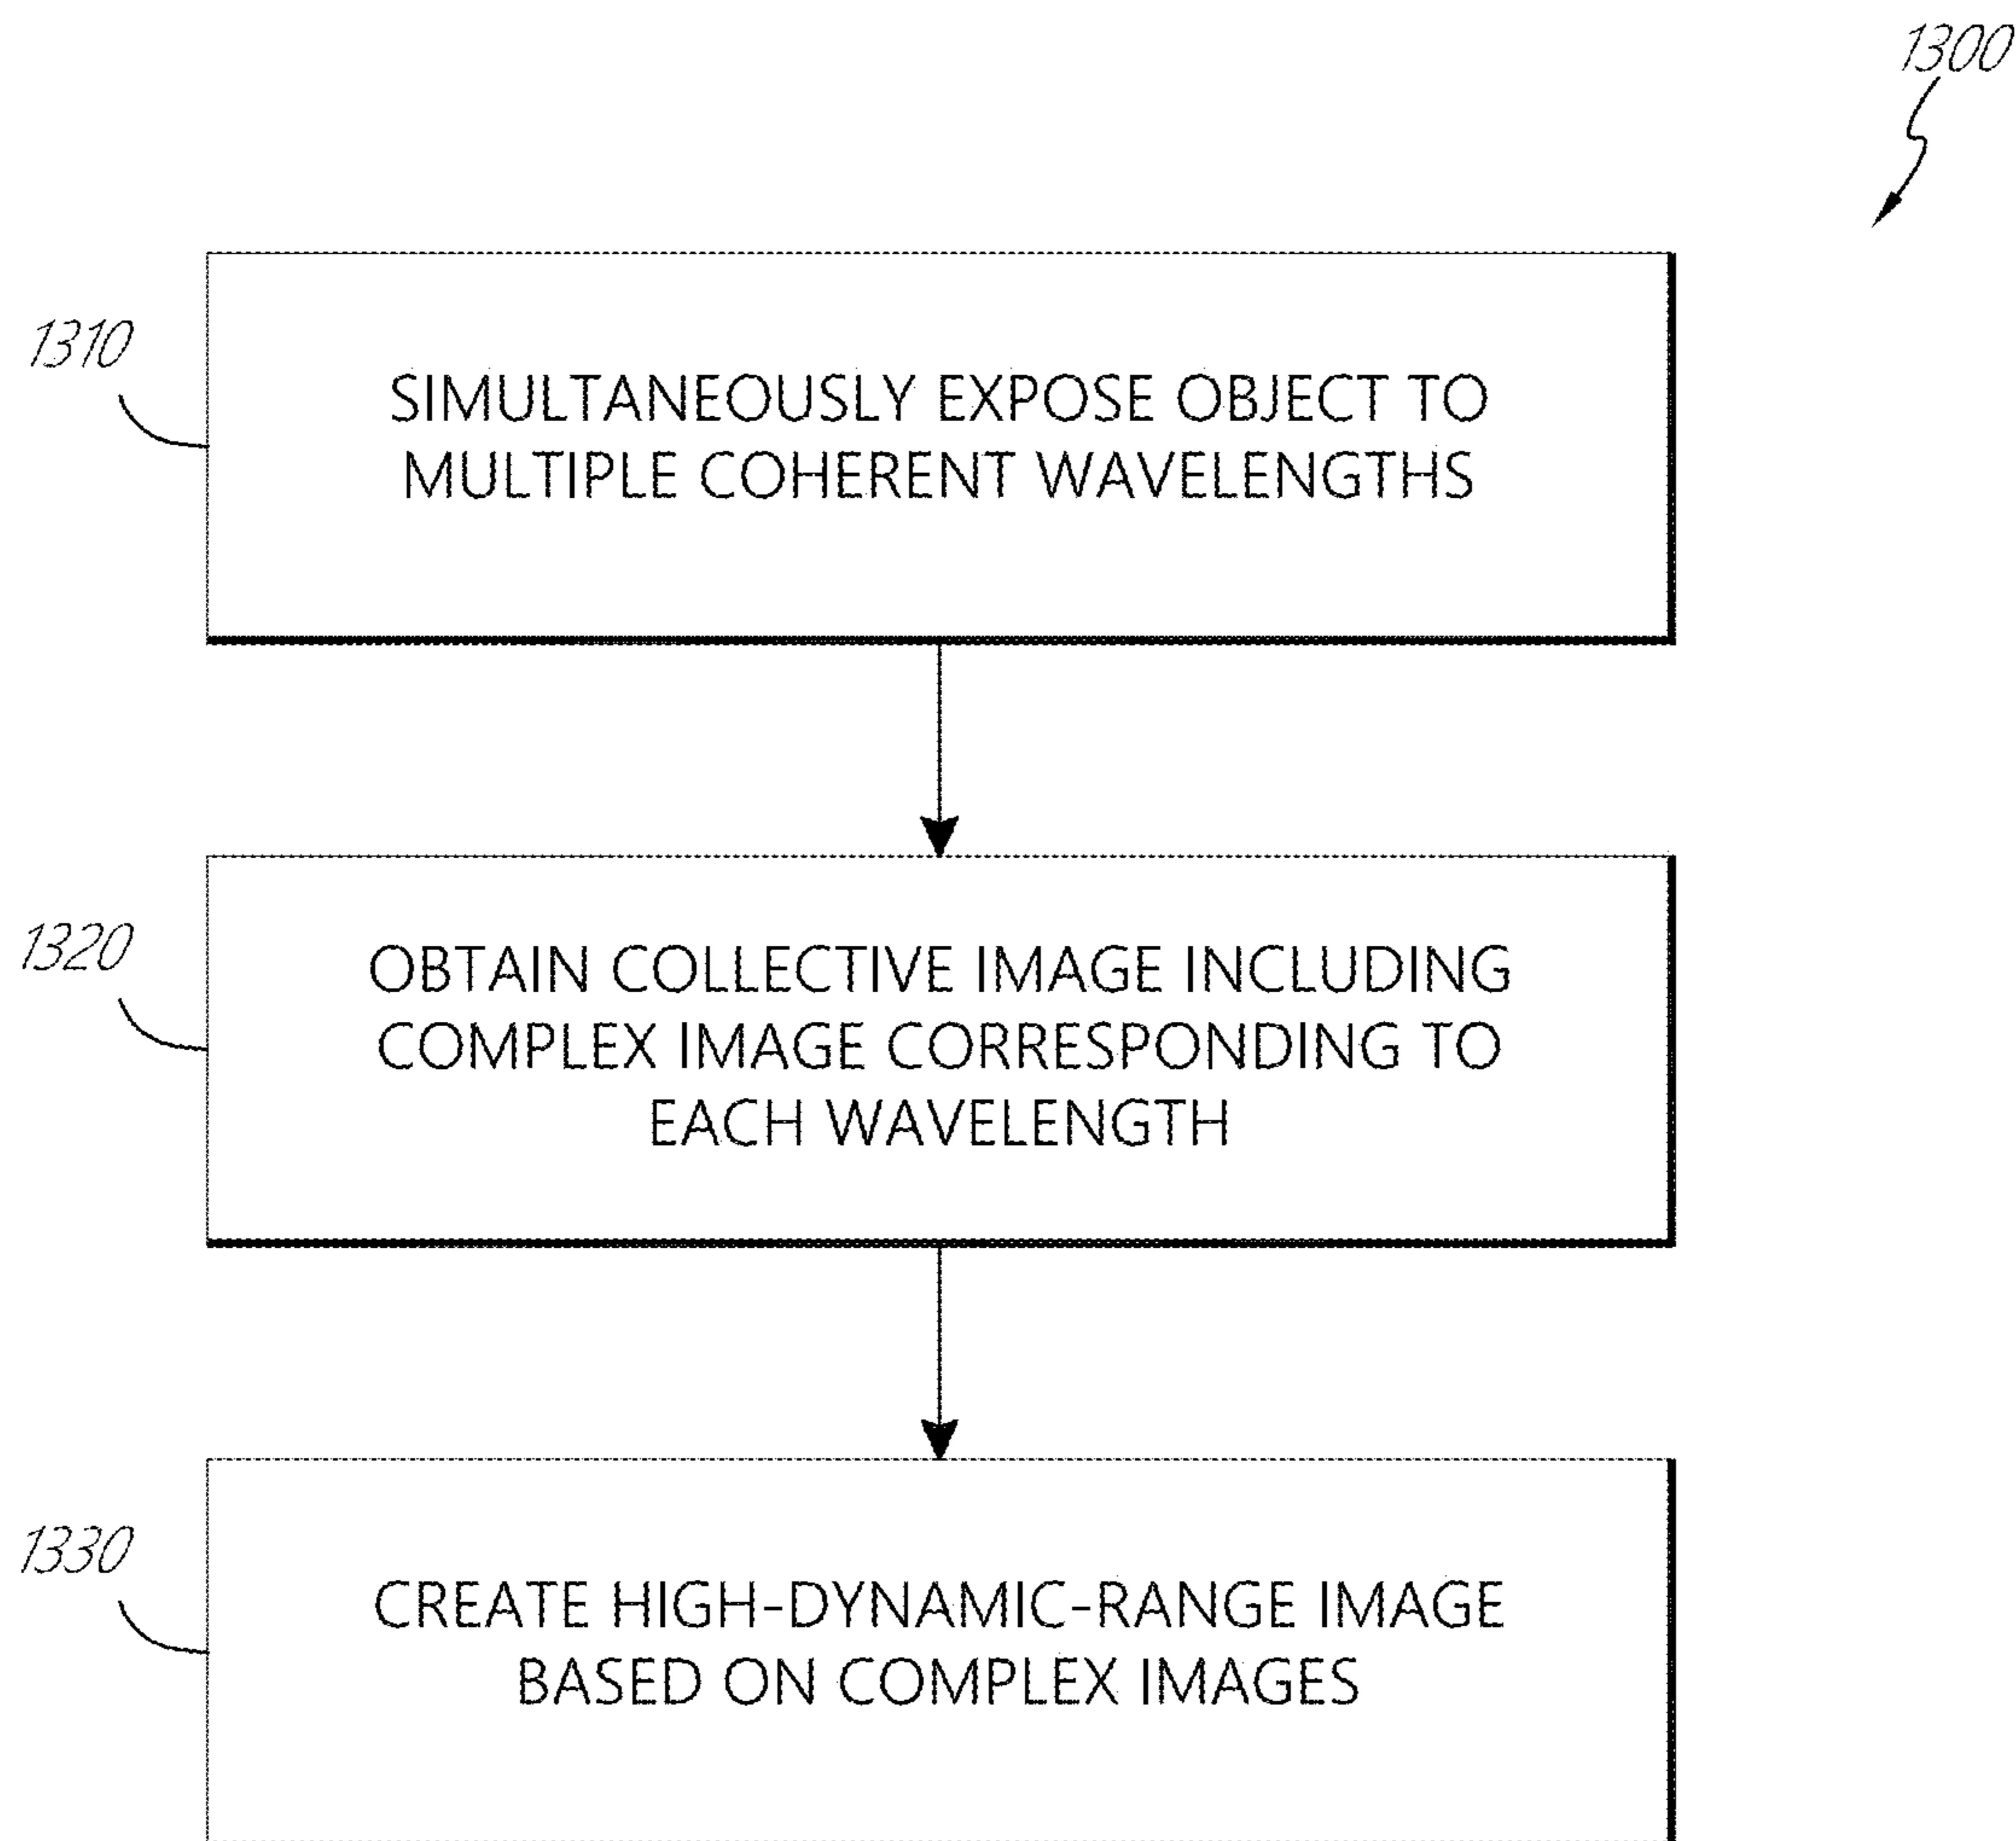 1300
1310
SIMULTANEOUSLY EXPOSE OBJECT TO
MULTIPLE COHERENT WAVELENGTHS
1320
OBTAIN COLLECTIVE IMAGE INCLUDING
COMPLEX IMAGE CORRESPONDING TO
EACH WAVELENGTH
1330
CREATE HIGH-DYNAMIC-RANGE IMAGE
BASED ON COMPLEX IMAGES